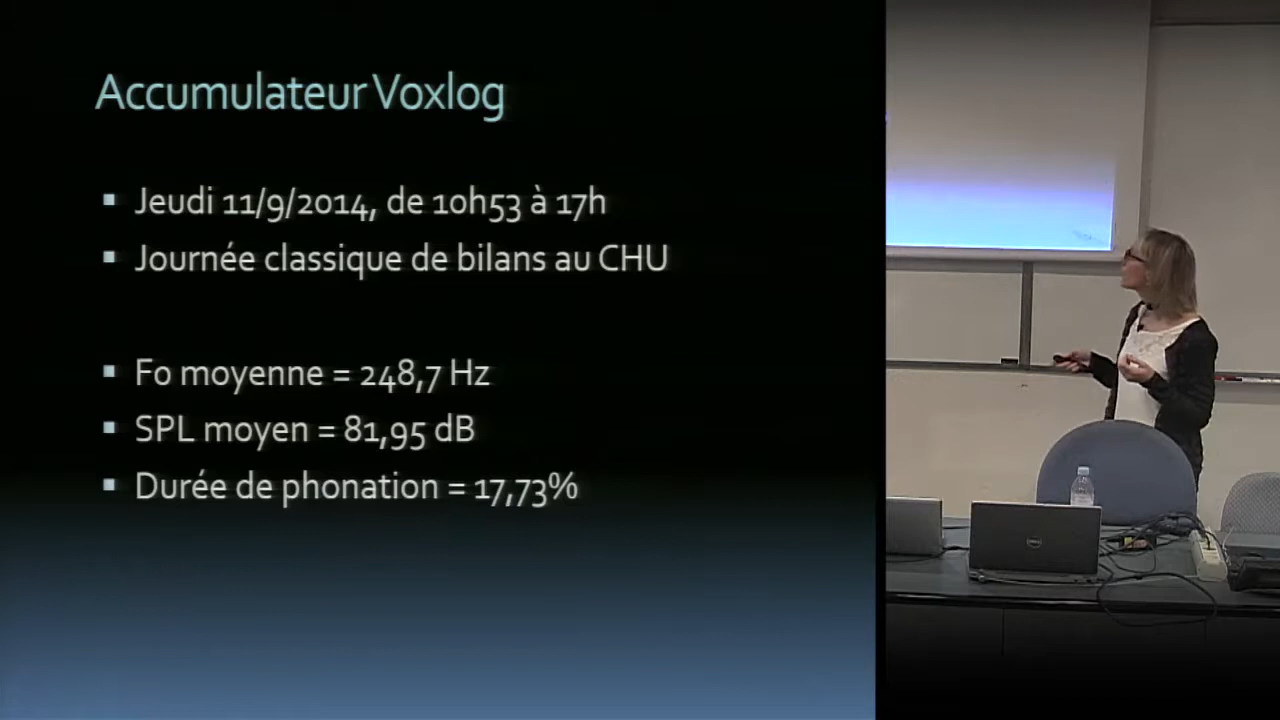 Accumulateur Voxlog
Jeudi 11/9/2014, de 10h53 à 17h
Journée classique de bilans au CHU
Fo moyenne = 248,7 Hz
SPL moyen = 81,95 dB
Durée de phonation = 17,73%
DELL